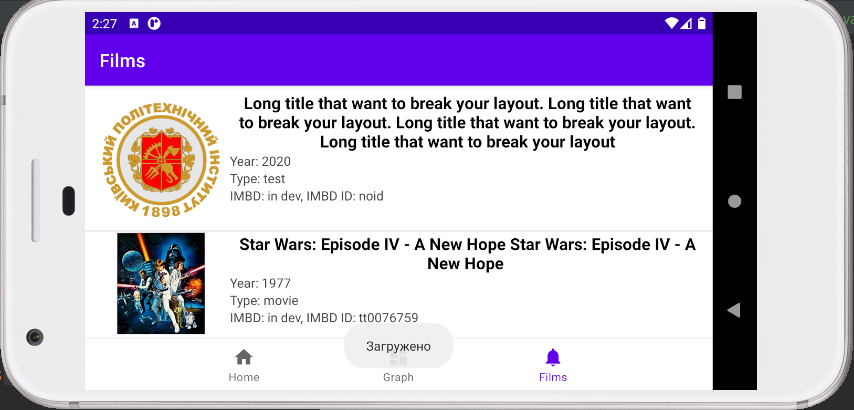 2:27
Films
КИЇВСЬКИЙ ПОЛІТЕХНІЧНИЙ ІНСТИТУТ
1898
Long title that want to break your layout. Long title that want
to break your layout. Long title that want to break your layout.
Long title that want to break your layout
Year: 2020
Type: test
IMBD: in dev, IMBD ID: noid
Star Wars: Episode IV - A New Hope Star Wars: Episode IV - A
New Hope
Year: 1977
Type: movie
IMBD: in dev, IMBD ID: tt0076759
Загружено
Home
Graph
Films